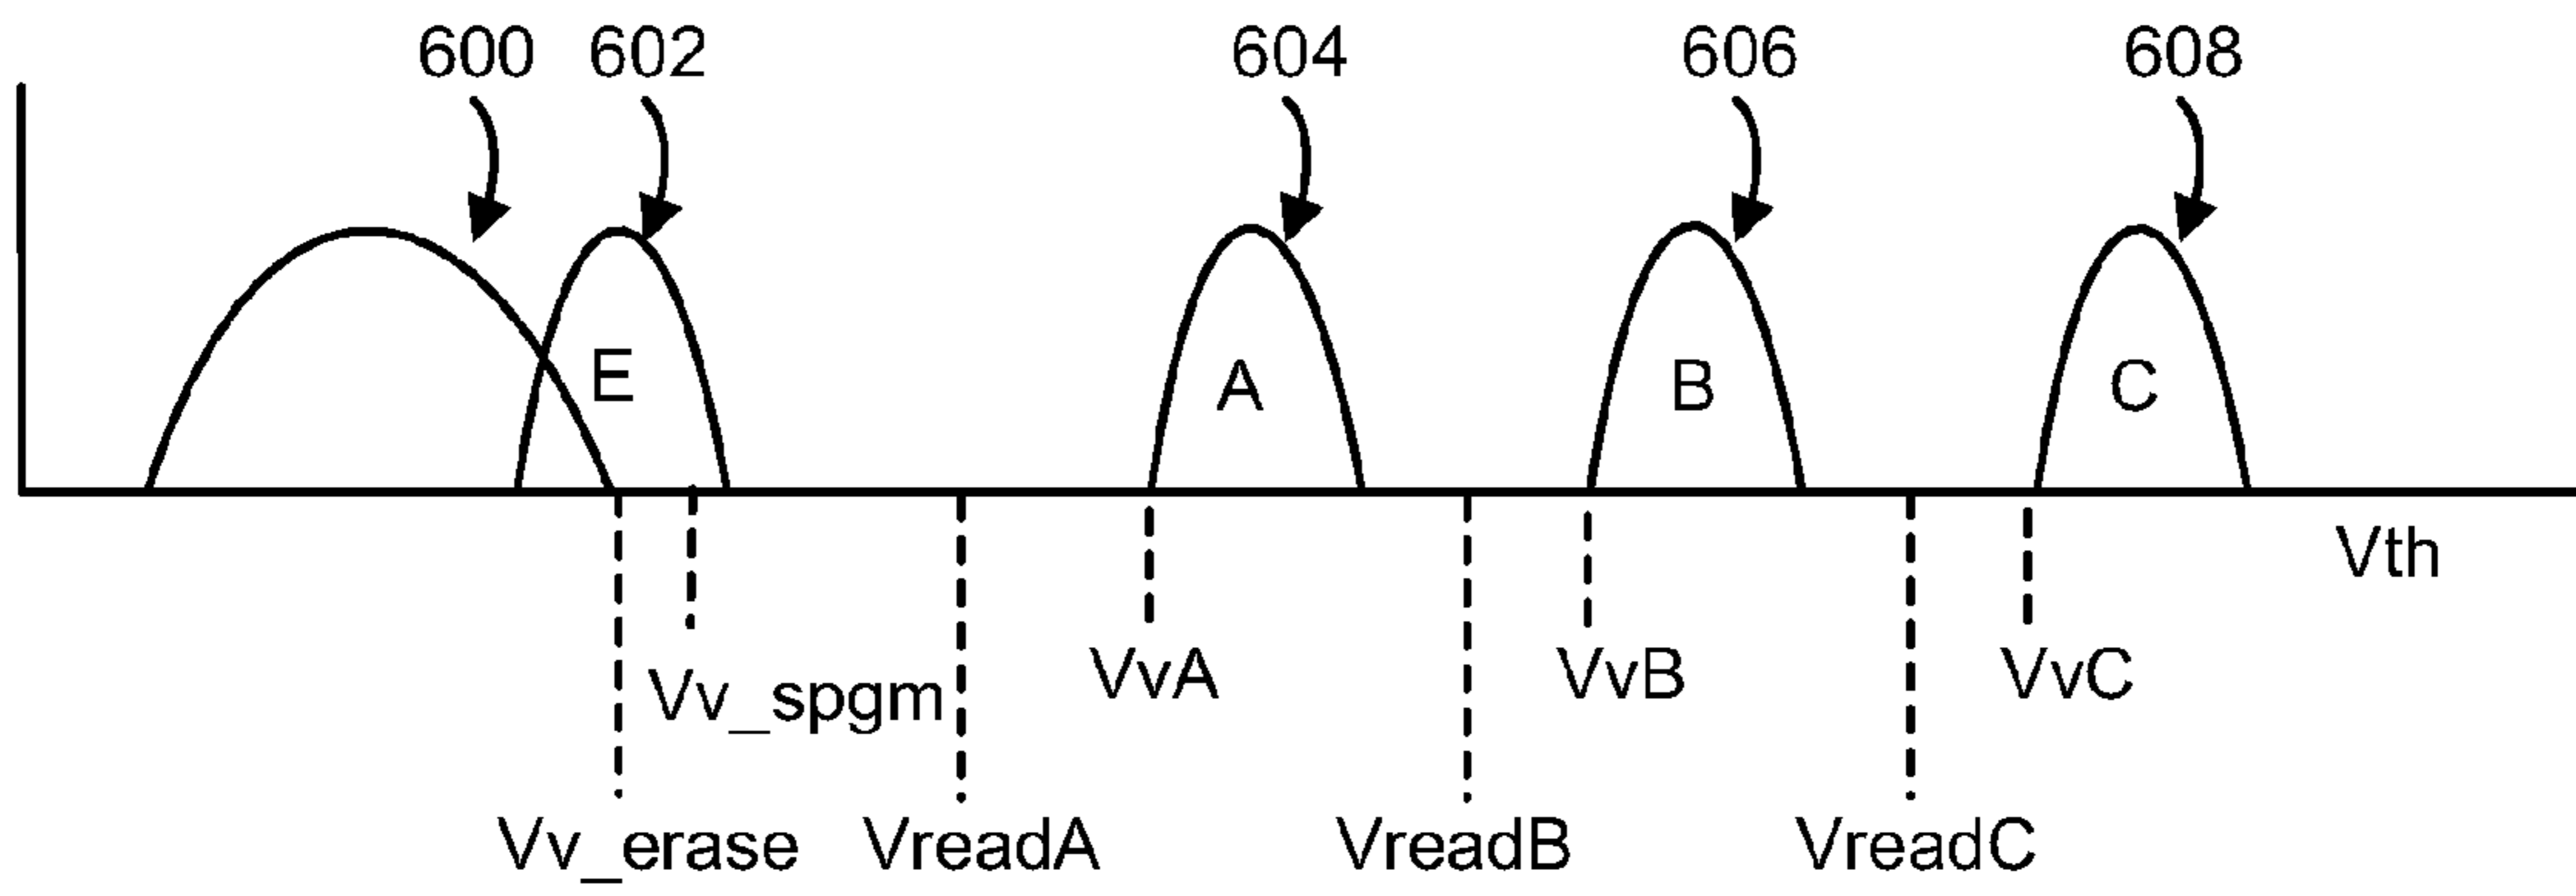 600 602 604 606 608
E A B C
Vth
Vv_spgm VvA VvB VvC
Vv_erase VreadA VreadB VreadC